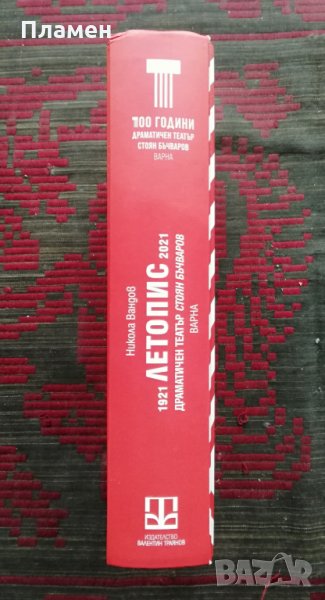 Пламен
100 ГОДИНИ
ДРАМАТИЧЕН ТЕАТЪР
СТОЯН БЪЧВАРОВ
ВАРНА
Никола Вандов
1921 ЛЕТОПИС 2021
ДРАМАТИЧЕН ТЕАТЪР СТОЯН БЪЧВАРОВ
ВАРНА
ИЗДАТЕЛСТВО
ВАЛЕНТИН ТРАЯНОВ
BAZAR